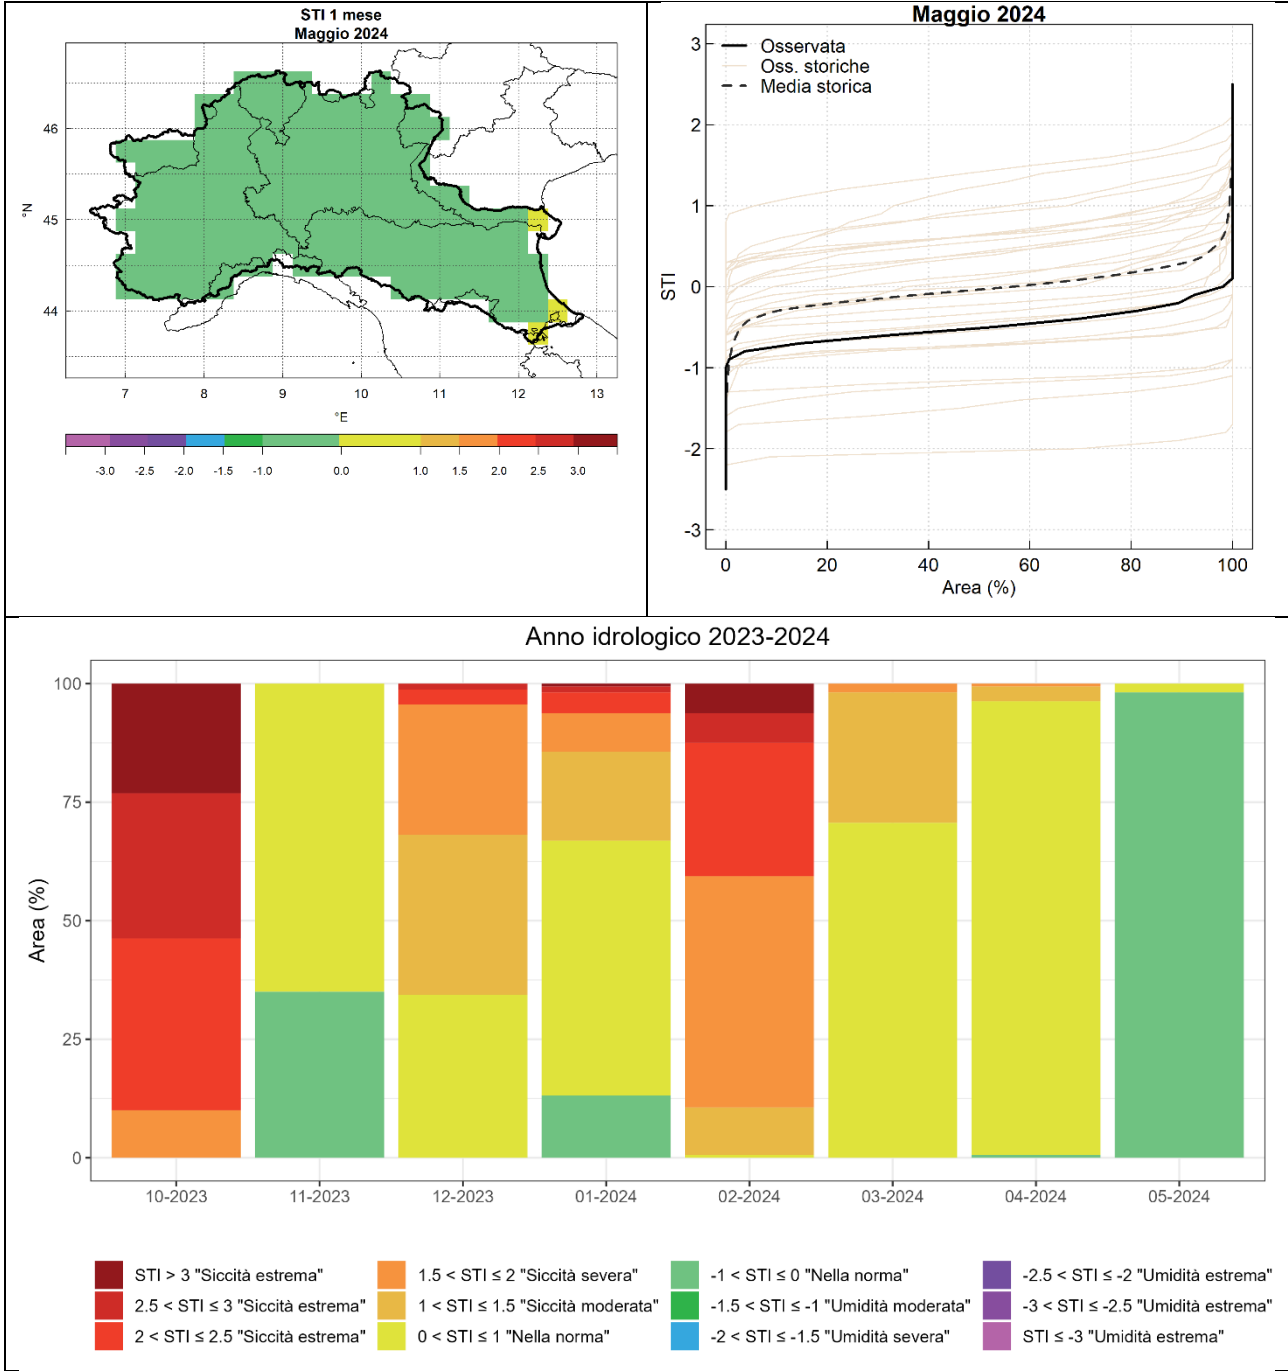 STI 1 mese
Maggio 2024
46
45
44
°N
7 8 9 10 11 12 13
°E
-3.0 -2.5 -2.0 -1.5 -1.0 0.0 1.0 1.5 2.0 2.5 3.0
Maggio 2024
Osservata
Oss. storiche
Media storica
3
2
1
0
-1
-2
-3
STI
0 20 40 60 80 100
Area (%)
Anno idrologico 2023-2024
100
75
50
25
0
Area (%)
10-2023 11-2023 12-2023 01-2024 02-2024 03-2024 04-2024 05-2024
STI > 3 "Siccità estrema"
2.5 < STI ≤ 3 "Siccità estrema"
2 < STI ≤ 2.5 "Siccità estrema"
1.5 < STI ≤ 2 "Siccità severa"
1 < STI ≤ 1.5 "Siccità moderata"
0 < STI ≤ 1 "Nella norma"
-1 < STI ≤ 0 "Nella norma"
-1.5 < STI ≤ -1 "Umidità moderata"
-2 < STI ≤ -1.5 "Umidità severa"
-2.5 < STI ≤ -2 "Umidità estrema"
-3 < STI ≤ -2.5 "Umidità estrema"
STI ≤ -3 "Umidità estrema"